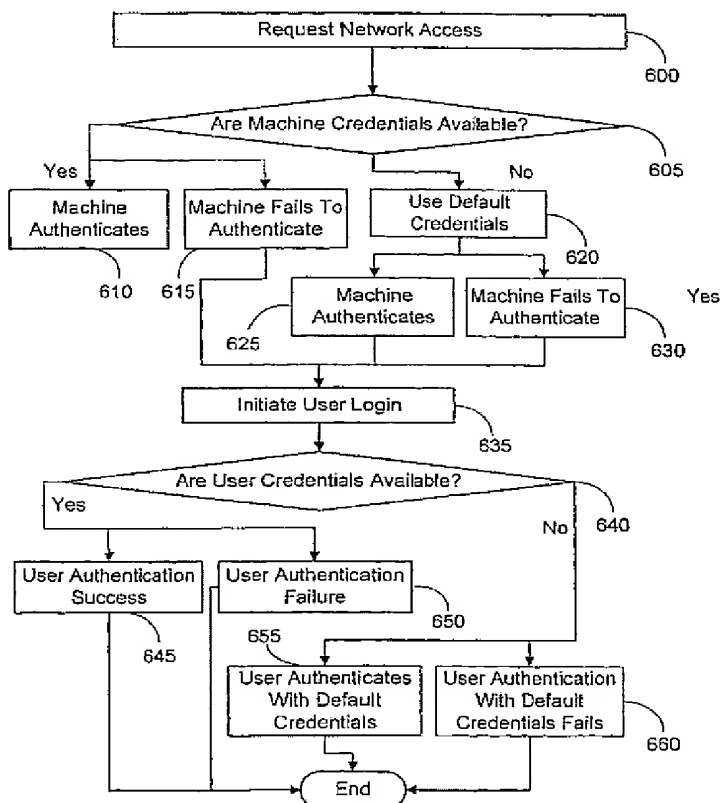 Request Network Access
600
Are Machine Credentials Available?
605
Yes
No
Machine
Authenticates
610
Machine Fails To
Authenticate
615
Use Default
Credentials
620
Machine
Authenticates
625
Machine Fails To
Authenticate
630
Yes
Initiate User Login
635
Are User Credentials Available?
640
Yes
No
User Authentication
Success
645
User Authentication
Failure
650
655
User Authenticates
With Default
Credentials
User Authentication
With Default
Credentials Fails
660
End